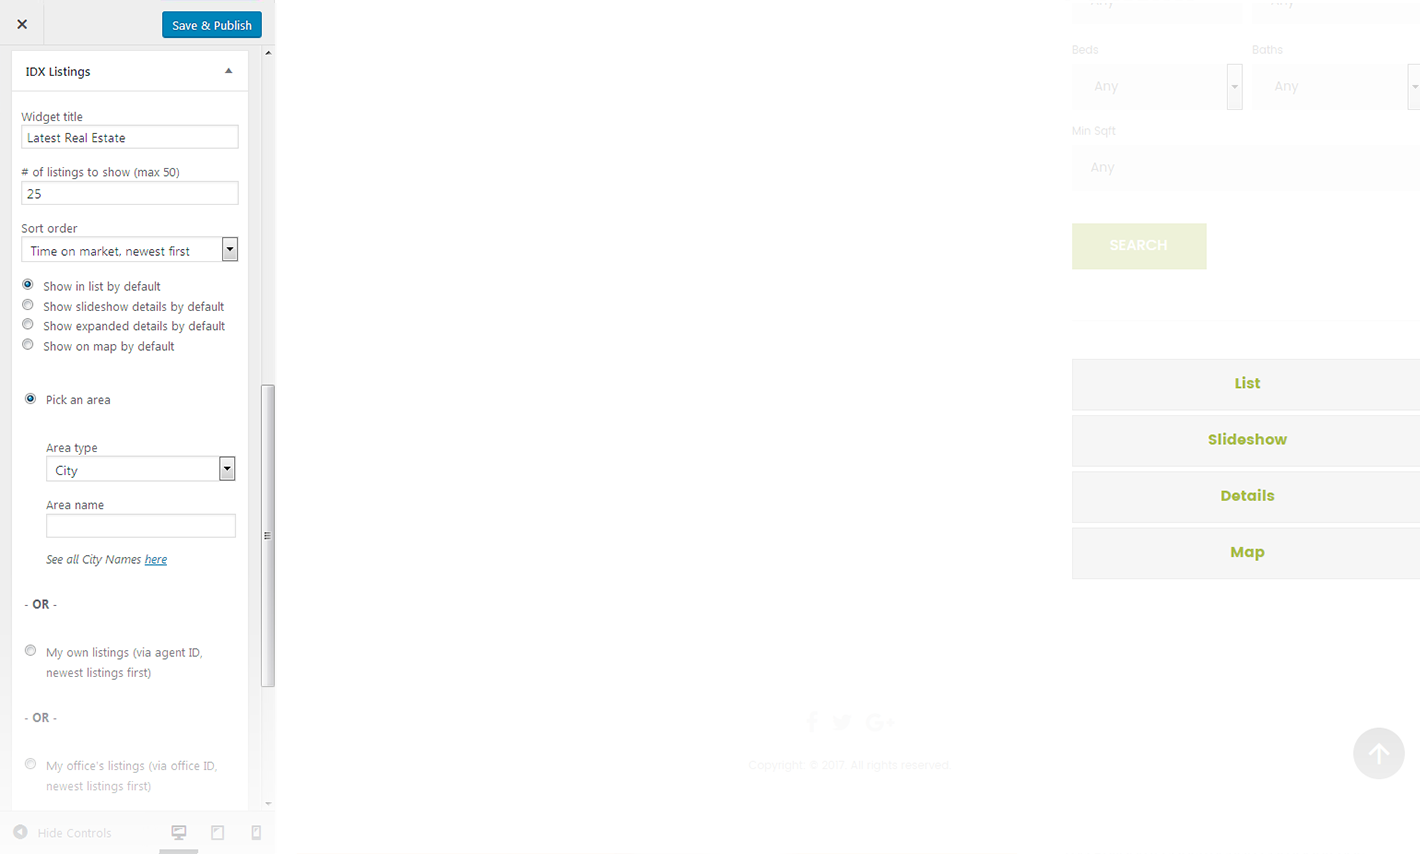 Save & Publish
IDX Listings
Widget title
Latest Real Estate
# of listings to show (max 50)
25
Sort order
Time on market, newest first
Show in list by default
Show slideshow details by default
Show expanded details by default
Show on map by default
Pick an area
Area type
City
Area name
See all City Names here
- OR -
My own listings (via agent ID,
newest listings first)
- OR -
My office's listings (via office ID,
newest listings first)
Hide Controls
Any Any
Beds Baths
Any Any
Min Sqft
Any
SEARCH
List
Slideshow
Details
Map
Copyright © 2017. All rights reserved.